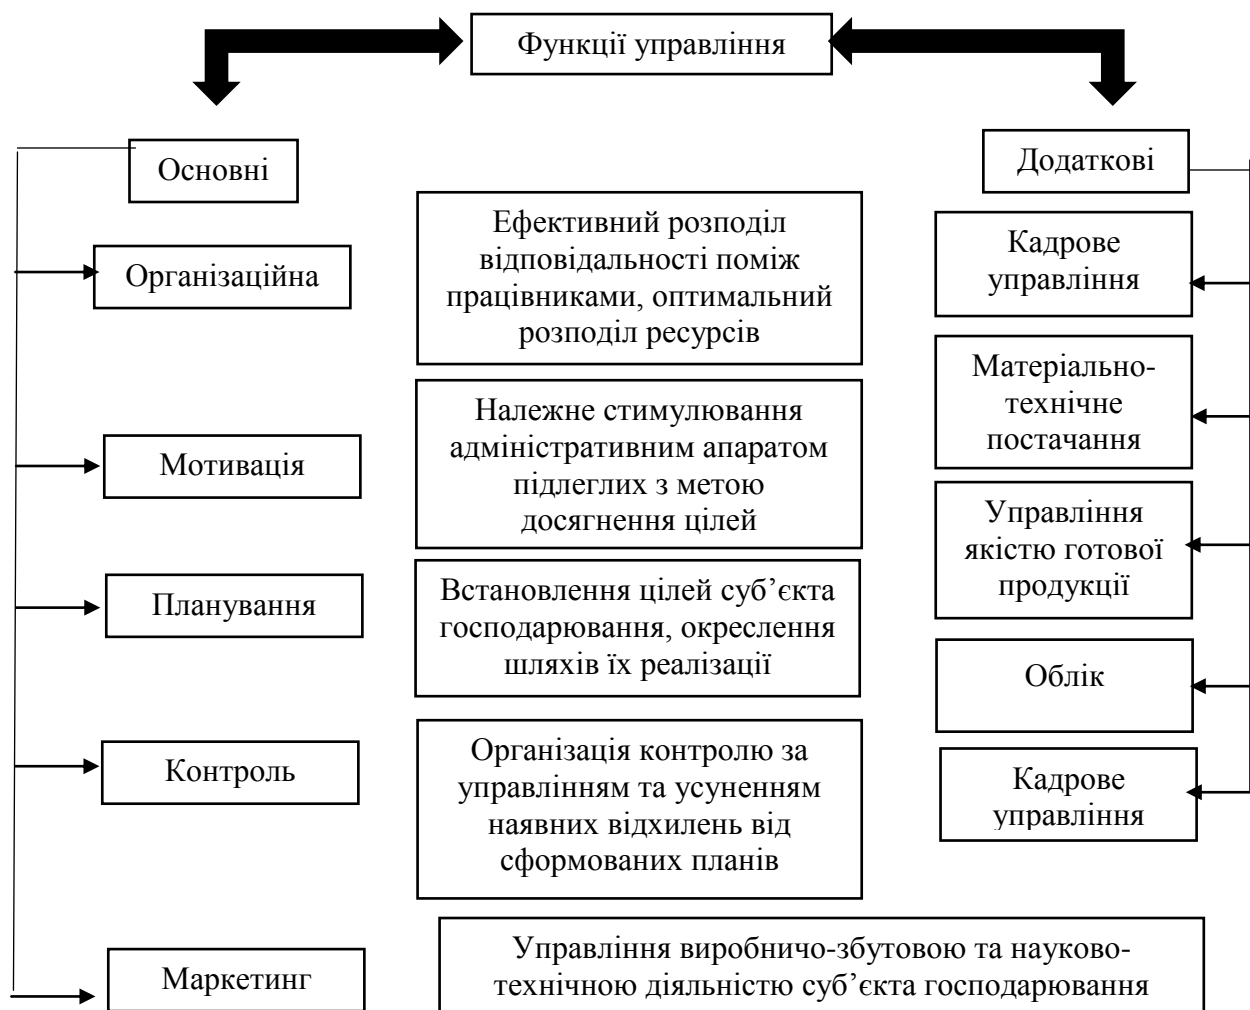 Функції управління
Основні
Додаткові
Організаційна
Ефективний розподіл
відповідальності поміж
працівниками, оптимальний
розподіл ресурсів
Кадрове
управління
Мотивація
Належне стимулювання
адміністративним апаратом
підлеглих з метою
досягнення цілей
Матеріально-
технічне
постачання
Планування
Встановлення цілей суб’єкта
господарювання, окреслення
шляхів їх реалізації
Управління
якістю готової
продукції
Облік
Контроль
Організація контролю за
управлінням та усуненням
наявних відхилень від
сформованих планів
Кадрове
управління
Маркетинг
Управління виробничо-збутовою та науково-
технічною діяльністю суб’єкта господарювання